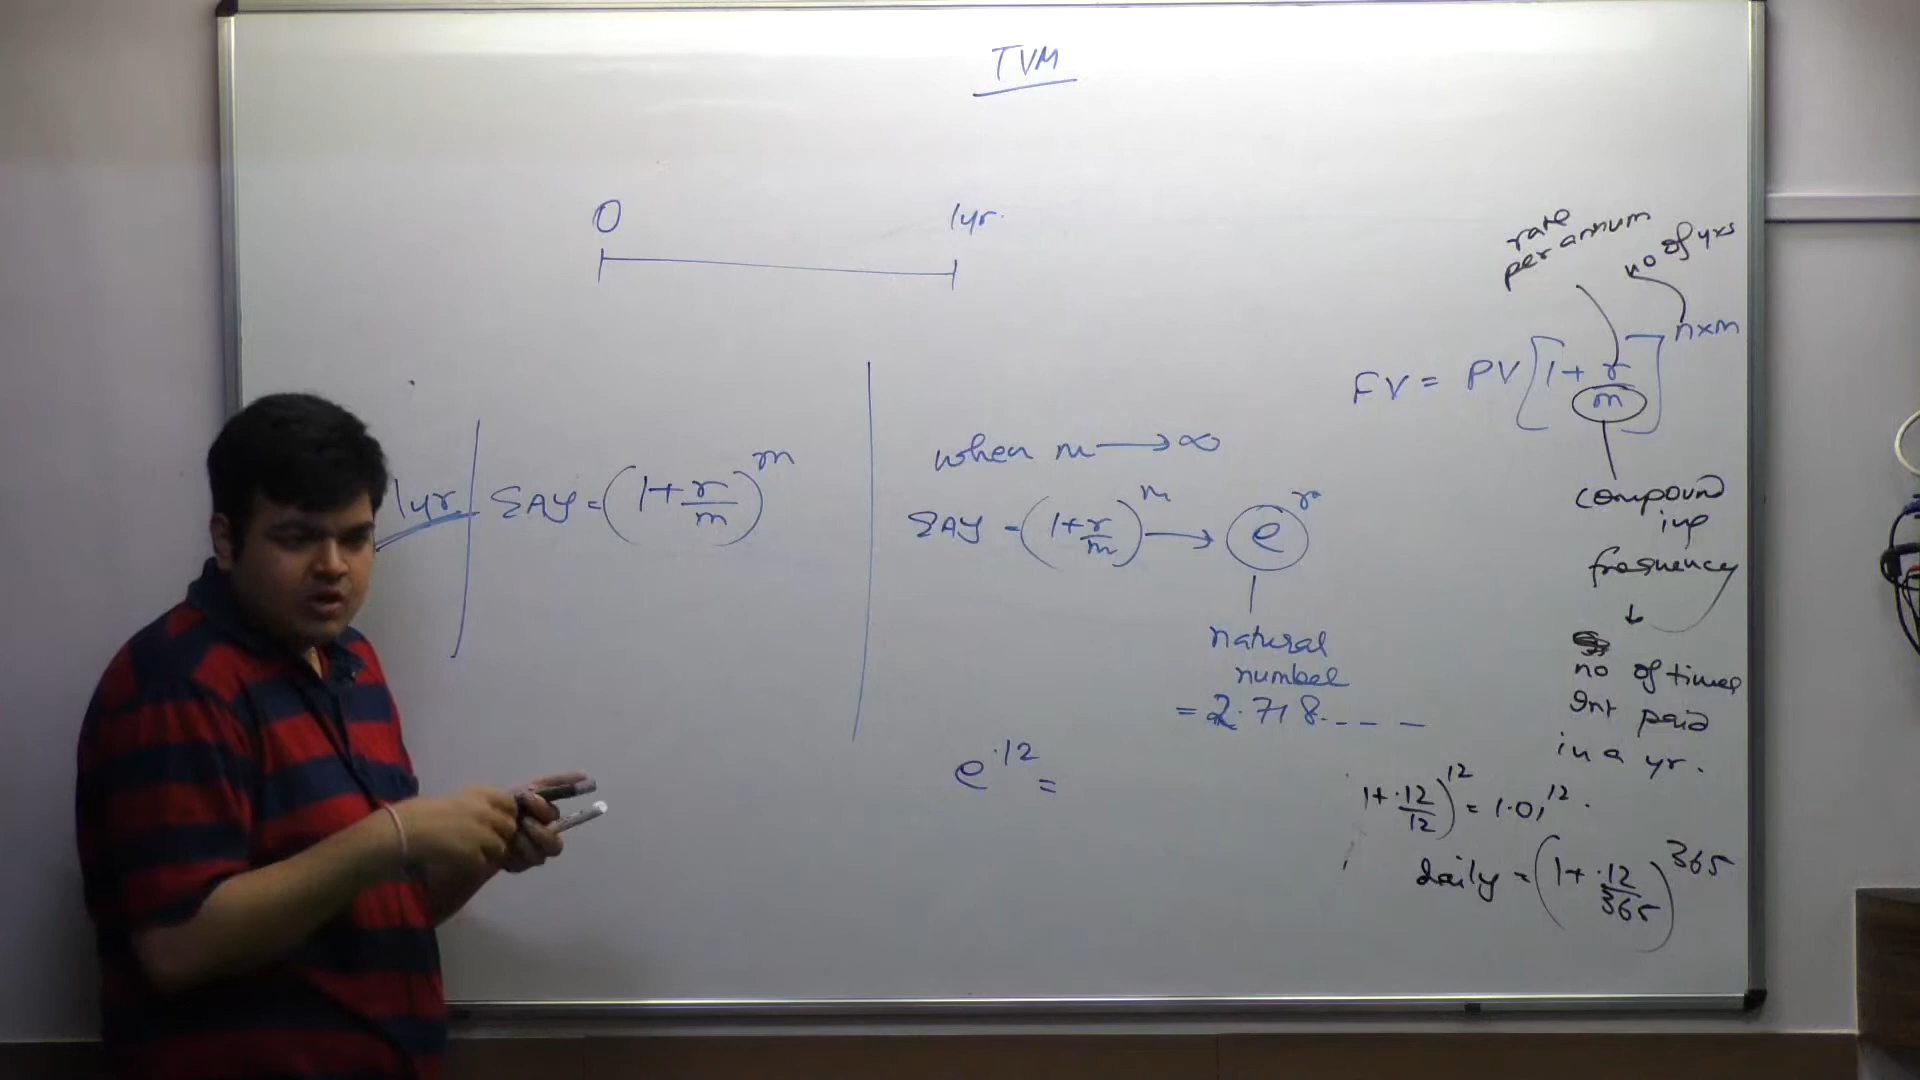 TVM
0 1yr.
rate
per annum
no of yrs
FV = PV [1 + r/m]^n×m
compound
ing
frequency
↓
no of times
Int paid
in a yr.
1yr.
EAY = (1 + r/m)^m
when m → ∞
EAY = (1 + r/m)^m → e^r
natural
number
= 2.718. - - -
e^.12 =
1 + .12/12)^12 = 1.01^12.
daily = (1 + .12/365)^365